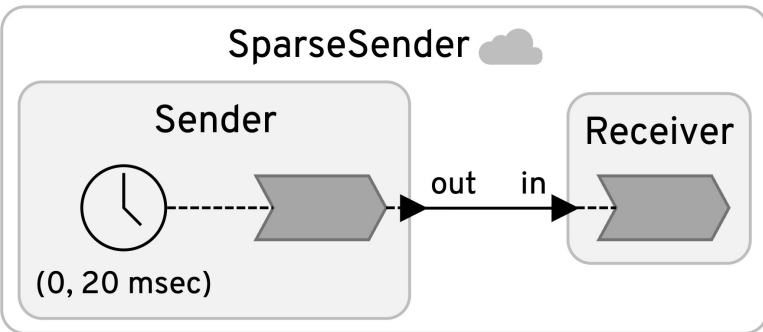 SparseSender
Sender
Receiver
out in
(0, 20 msec)